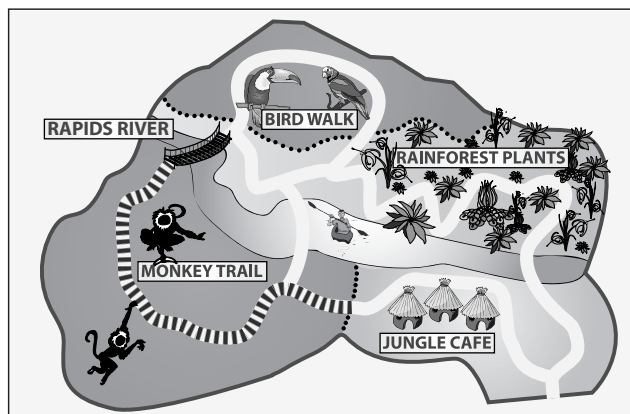 BIRD WALK
RAPIDS RIVER
RAINFOREST PLANTS
MONKEY TRAIL
JUNGLE CAFE